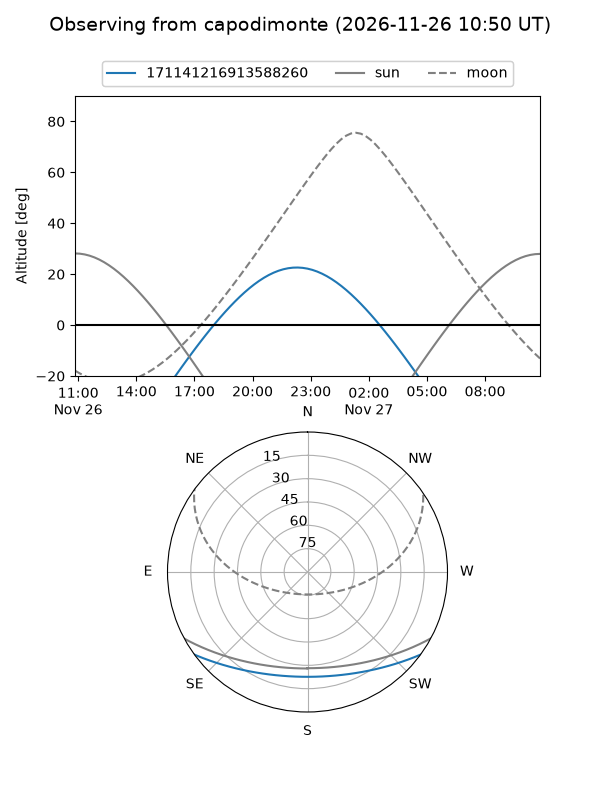 Observing from capodimonte (2026-11-26 10:50 UT)
171141216913588260 sun moon
Altitude [deg]
80
60
40
20
0
−20
11:00 14:00 17:00 20:00 23:00 02:00 05:00 08:00
Nov 26 Nov 27
N
NE NW
15
30
45
60
75
E W
SE SW
S